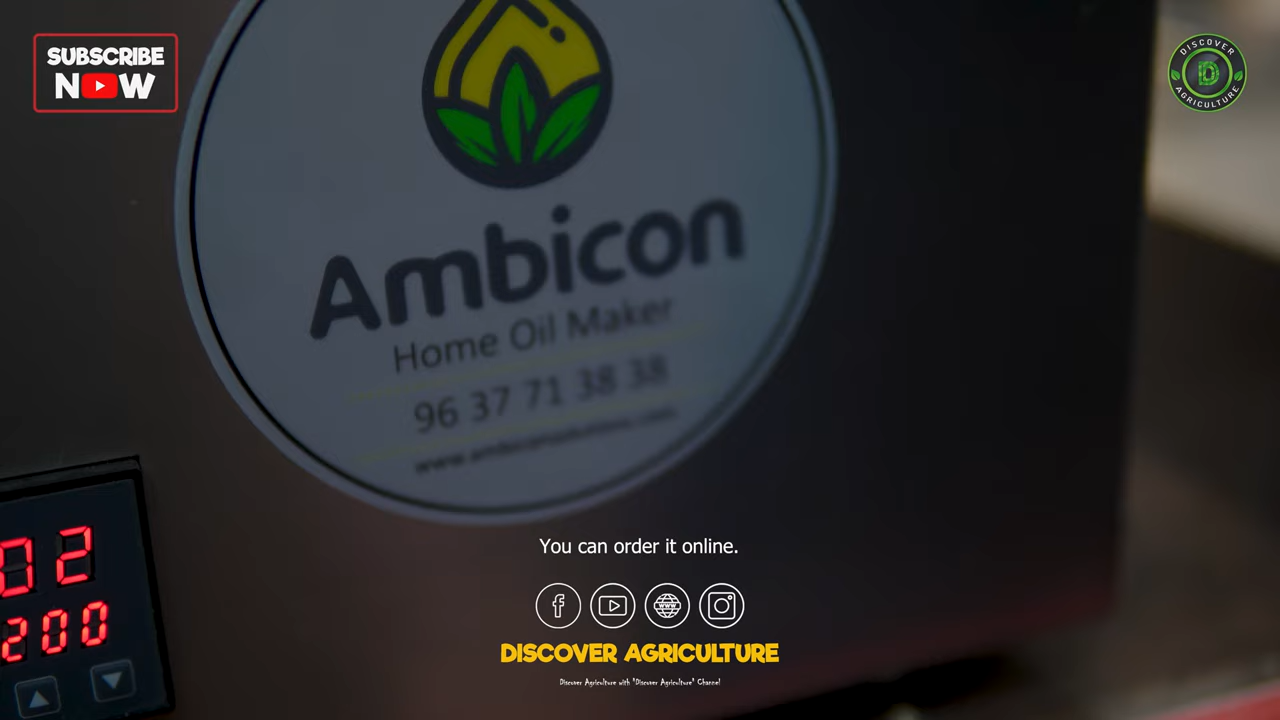 SUBSCRIBE
NOW
DISCOVER
D
AGRICULTURE
Ambicon
Home Oil Maker
96 37 71 38 38
02
200
You can order it online.
www
DISCOVER AGRICULTURE
Discover Agriculture with "Discover Agriculture" Channel